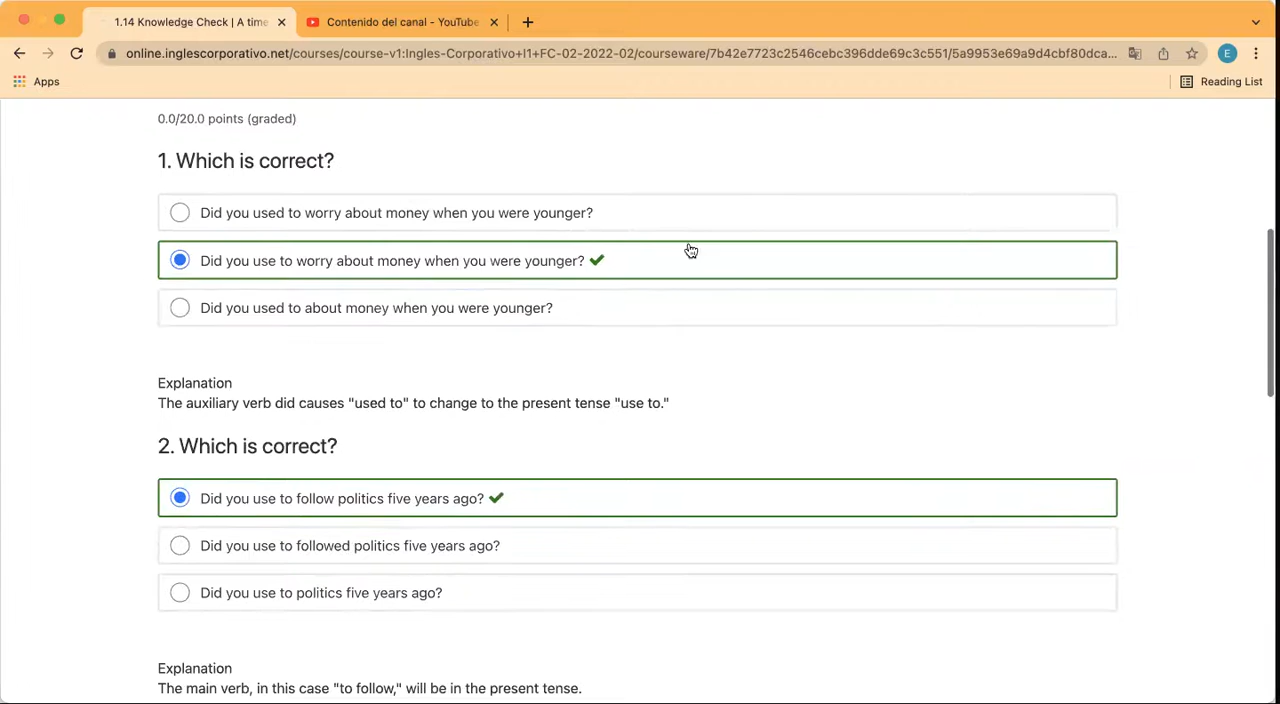 1.14 Knowledge Check | A time
Contenido del canal - YouTube
online.inglescorporativo.net/courses/course-v1:Ingles-Corporativo+I1+FC-02-2022-02/courseware/7b42e7723c2546cebc396dde69c3c551/5a9953e69a9d4cbf80dca...
E
Apps
Reading List
0.0/20.0 points (graded)
1. Which is correct?
Did you used to worry about money when you were younger?
Did you use to worry about money when you were younger?
Did you used to about money when you were younger?
Explanation
The auxiliary verb did causes "used to" to change to the present tense "use to."
2. Which is correct?
Did you use to follow politics five years ago?
Did you use to followed politics five years ago?
Did you use to politics five years ago?
Explanation
The main verb, in this case "to follow," will be in the present tense.